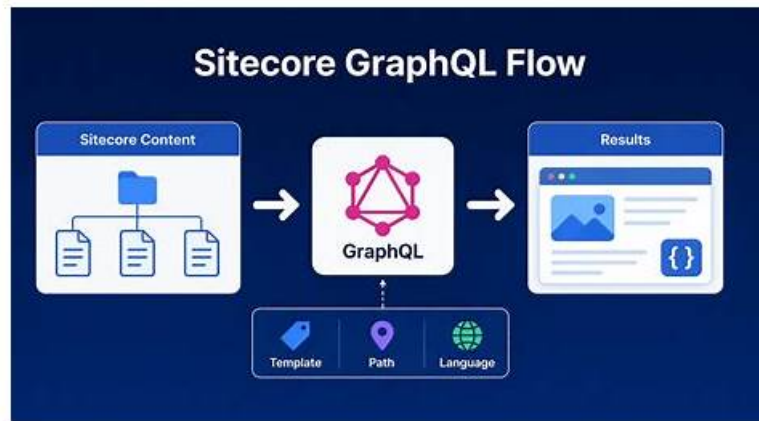 Sitecore GraphQL Flow
Sitecore Content
GraphQL
Results
{}
Template
Path
Language